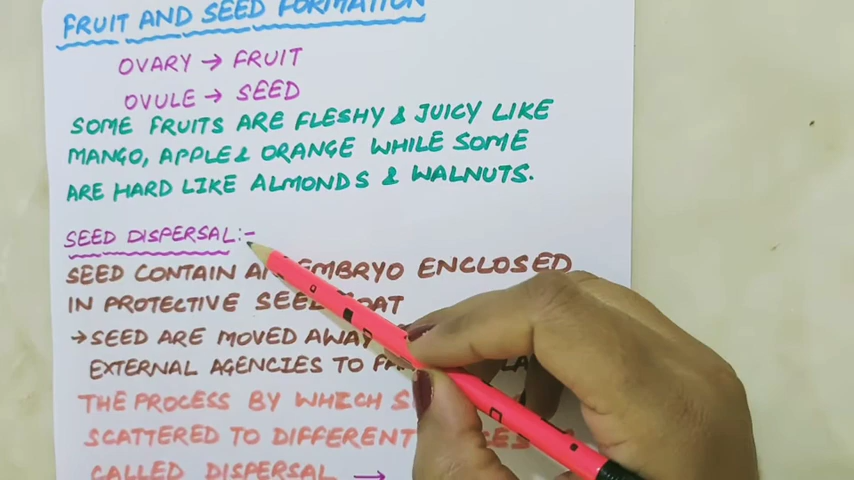 FRUIT AND SEED FORMATION
OVARY → FRUIT
OVULE → SEED
SOME FRUITS ARE FLESHY & JUICY LIKE
MANGO, APPLE & ORANGE WHILE SOME
ARE HARD LIKE ALMONDS & WALNUTS.
SEED DISPERSAL:-
SEED CONTAIN AN EMBRYO ENCLOSED
IN PROTECTIVE SEED COAT
→ SEED ARE MOVED AWAY
EXTERNAL AGENCIES TO
THE PROCESS BY WHICH
SCATTERED TO DIFFERENT
CALLED DISPERSAL →